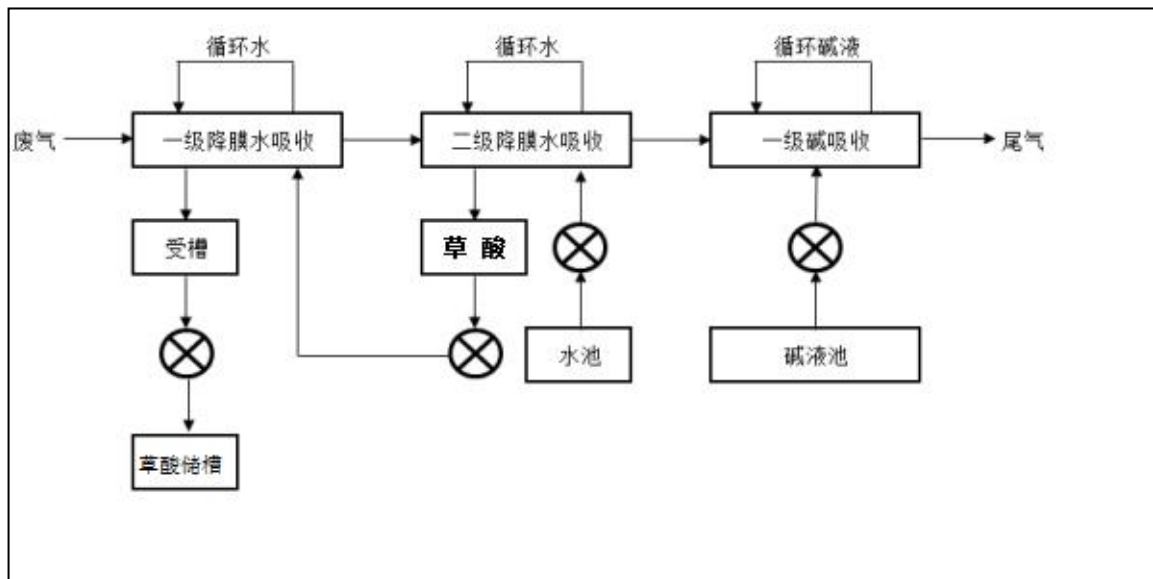 循环水
循环水
循环碱液
废气
一级降膜水吸收
二级降膜水吸收
一级碱吸收
尾气
受槽
草 酸
水池
碱液池
草酸储槽